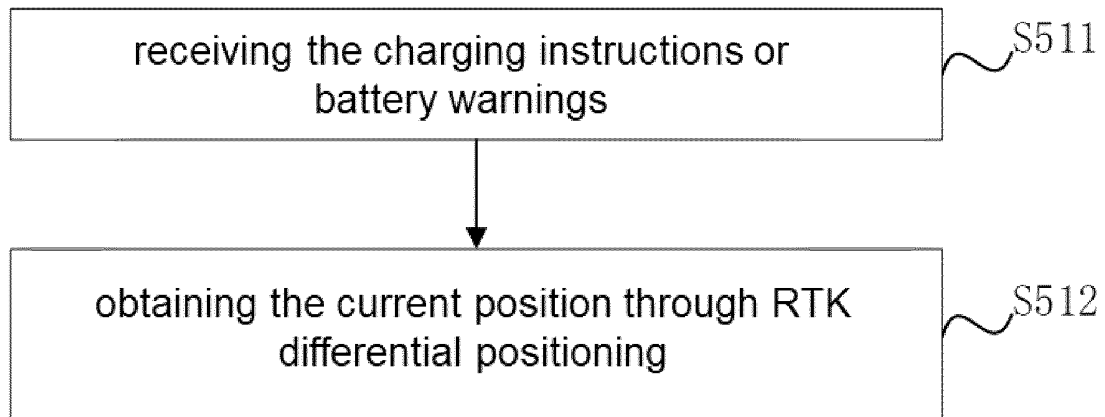 receiving the charging instructions or
battery warnings
S511
obtaining the current position through RTK
differential positioning
S512